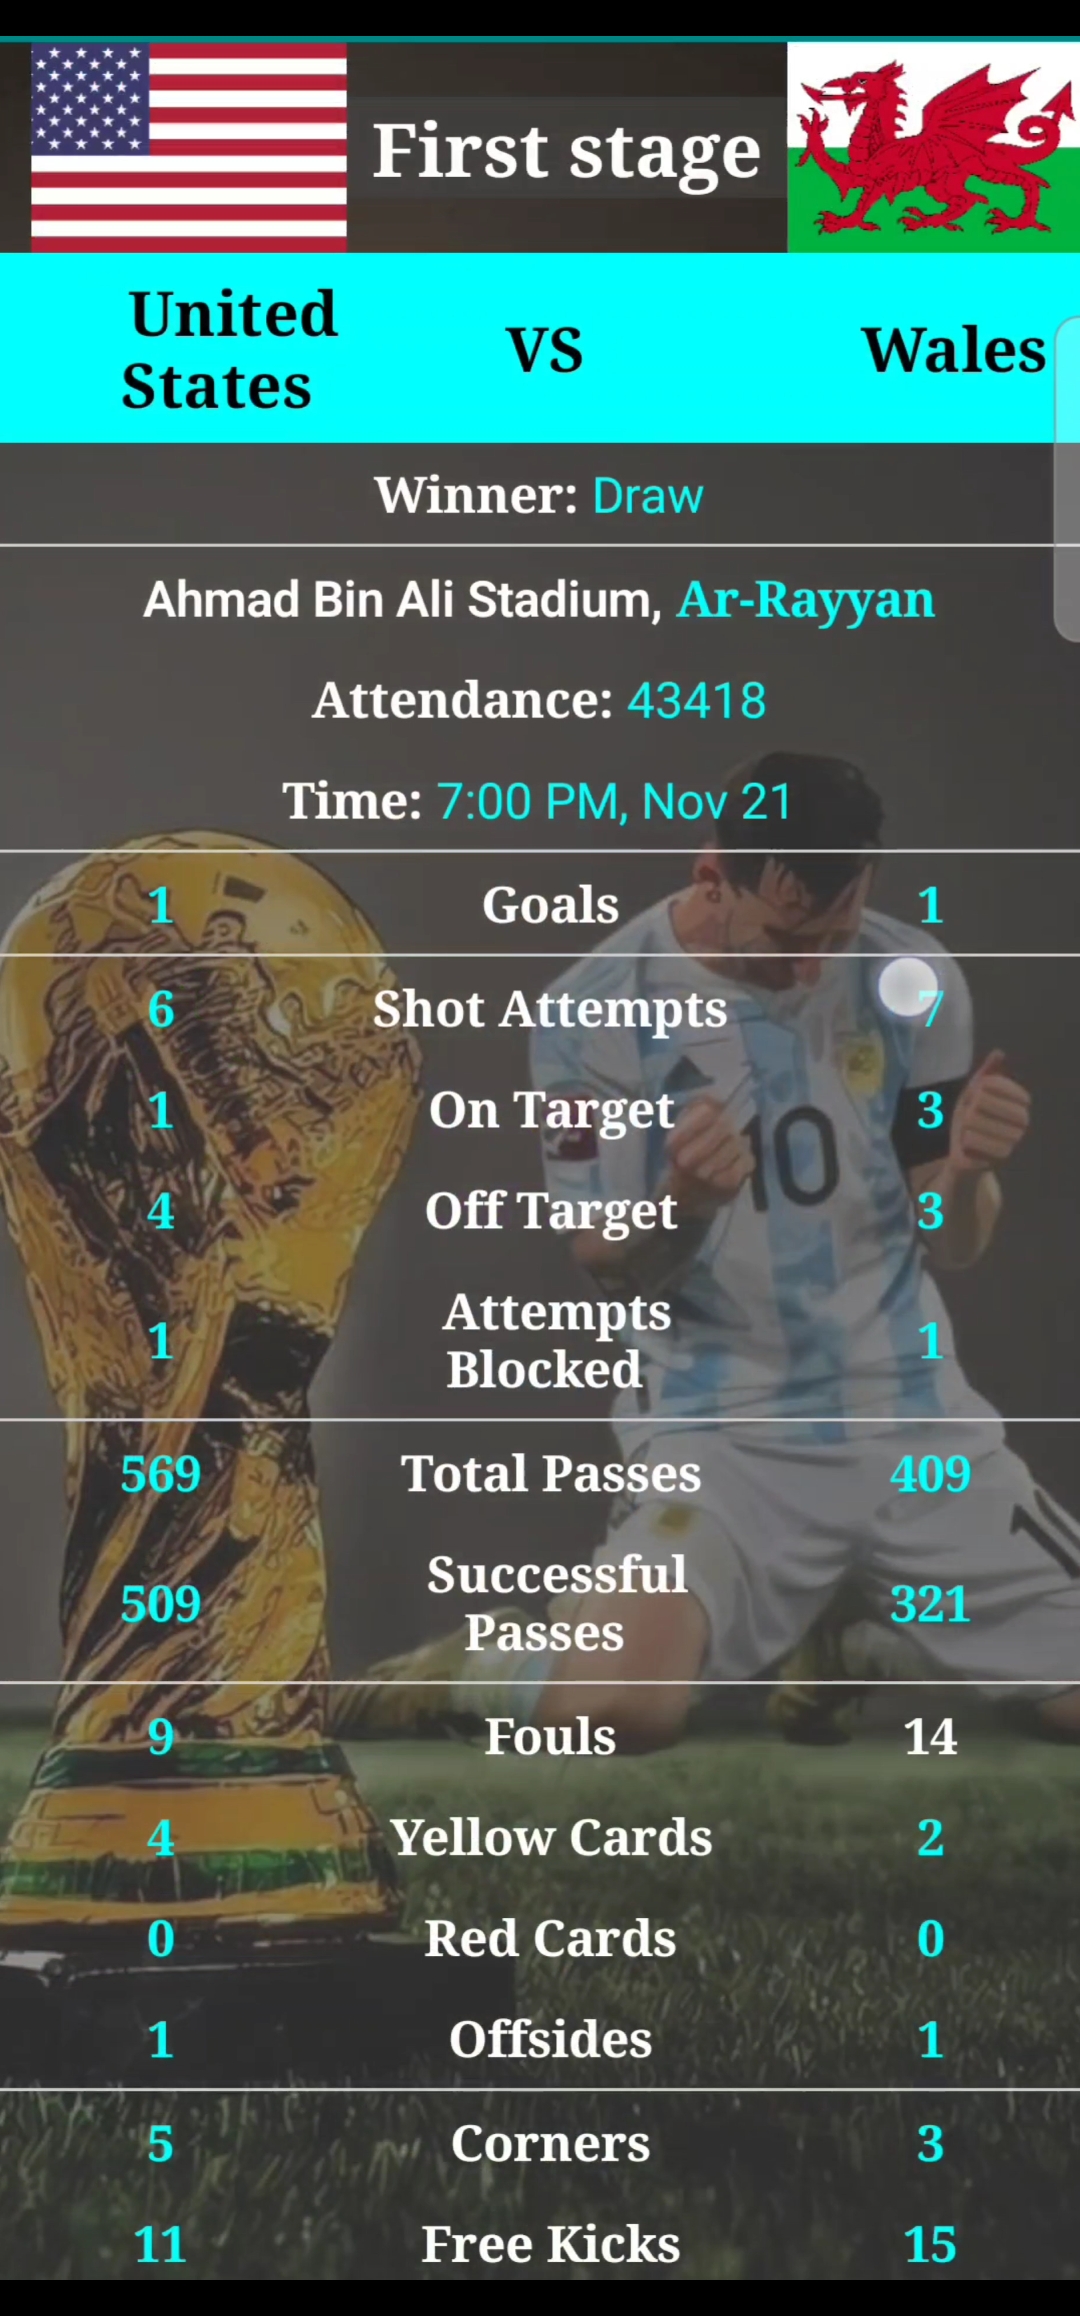 First stage
United
States
VS
Wales
Winner: Draw
Ahmad Bin Ali Stadium, Ar-Rayyan
Attendance: 43418
Time: 7:00 PM, Nov 21
1 Goals 1
6 Shot Attempts 7
1 On Target 3
4 Off Target 3
1 Attempts
Blocked 1
569 Total Passes 409
509 Successful
Passes 321
9 Fouls 14
4 Yellow Cards 2
0 Red Cards 0
1 Offsides 1
5 Corners 3
11 Free Kicks 15
10